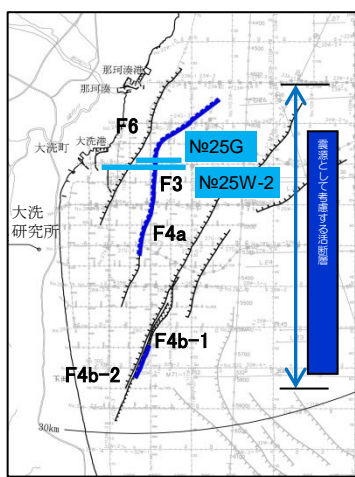 那珂湊港
那珂湊
F6
大洗港
大洗町
№25G
F3
№25W-2
大洗
研究所
F4a
震源として考慮する活断層
F4b-1
F4b-2
30km